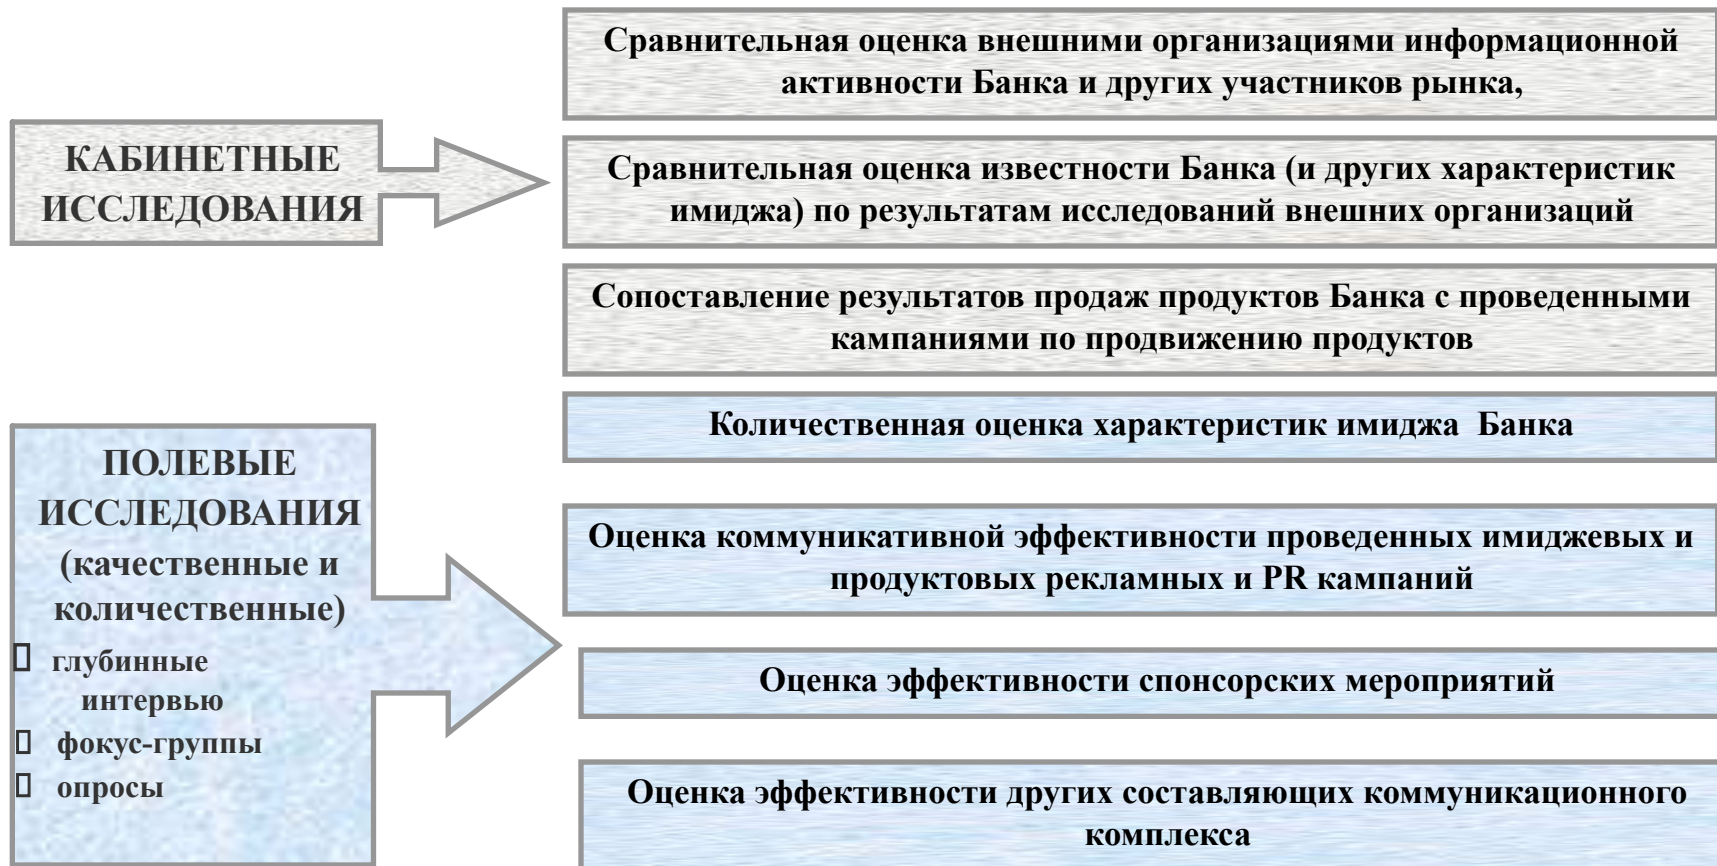 КАБИНЕТНЫЕ
ИССЛЕДОВАНИЯ
Сравнительная оценка внешними организациями информационной
активности Банка и других участников рынка,
Сравнительная оценка известности Банка (и других характеристик
имиджа) по результатам исследований внешних организаций
Сопоставление результатов продаж продуктов Банка с проведенными
кампаниями по продвижению продуктов
ПОЛЕВЫЕ
ИССЛЕДОВАНИЯ
(качественные и
количественные)
глубинные
интервью
фокус-группы
опросы
Количественная оценка характеристик имиджа Банка
Оценка коммуникативной эффективности проведенных имиджевых и
продуктовых рекламных и PR кампаний
Оценка эффективности спонсорских мероприятий
Оценка эффективности других составляющих коммуникационного
комплекса